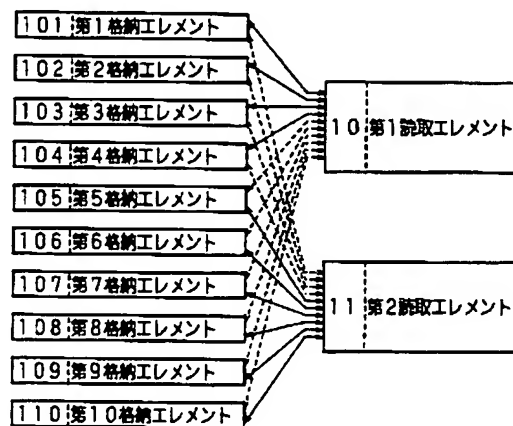 101 第1格納エレメント
102 第2格納エレメント
103 第3格納エレメント
104 第4格納エレメント
105 第5格納エレメント
106 第6格納エレメント
107 第7格納エレメント
108 第8格納エレメント
109 第9格納エレメント
110 第10格納エレメント
10 第1読取エレメント
11 第2読取エレメント